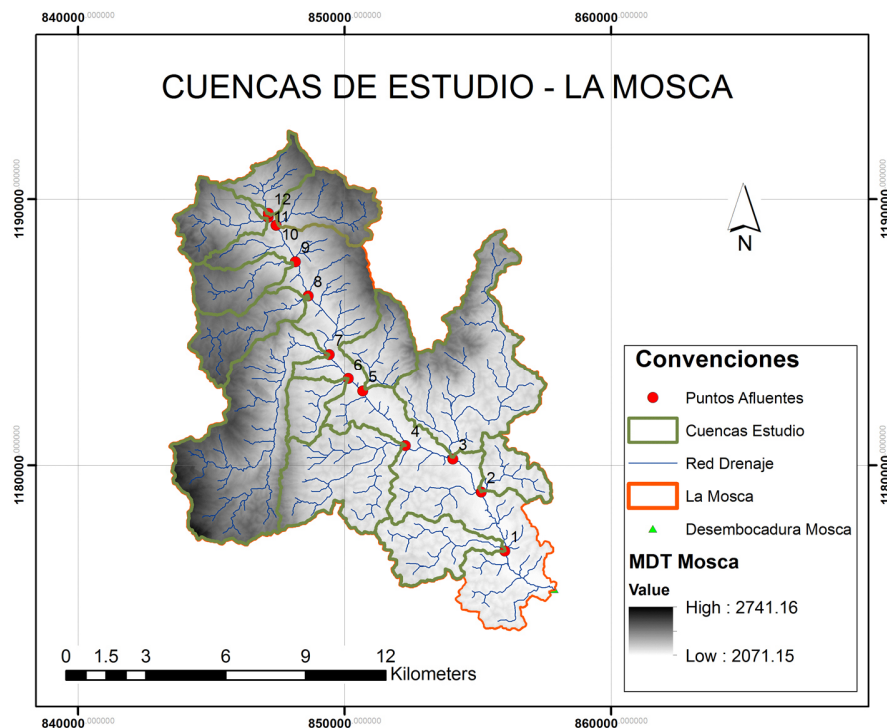 840000.000000
850000.000000
860000.000000
CUENCAS DE ESTUDIO - LA MOSCA
1190000.000000
1190000.000000
12
11
10
9
8
7
6
5
4
3
2
1
N
1180000.000000
1180000.000000
Convenciones
Puntos Afluentes
Cuencas Estudio
Red Drenaje
La Mosca
Desembocadura Mosca
MDT Mosca
Value
High : 2741.16
Low : 2071.15
0 1.5 3 6 9 12
Kilometers
840000.000000
850000.000000
860000.000000